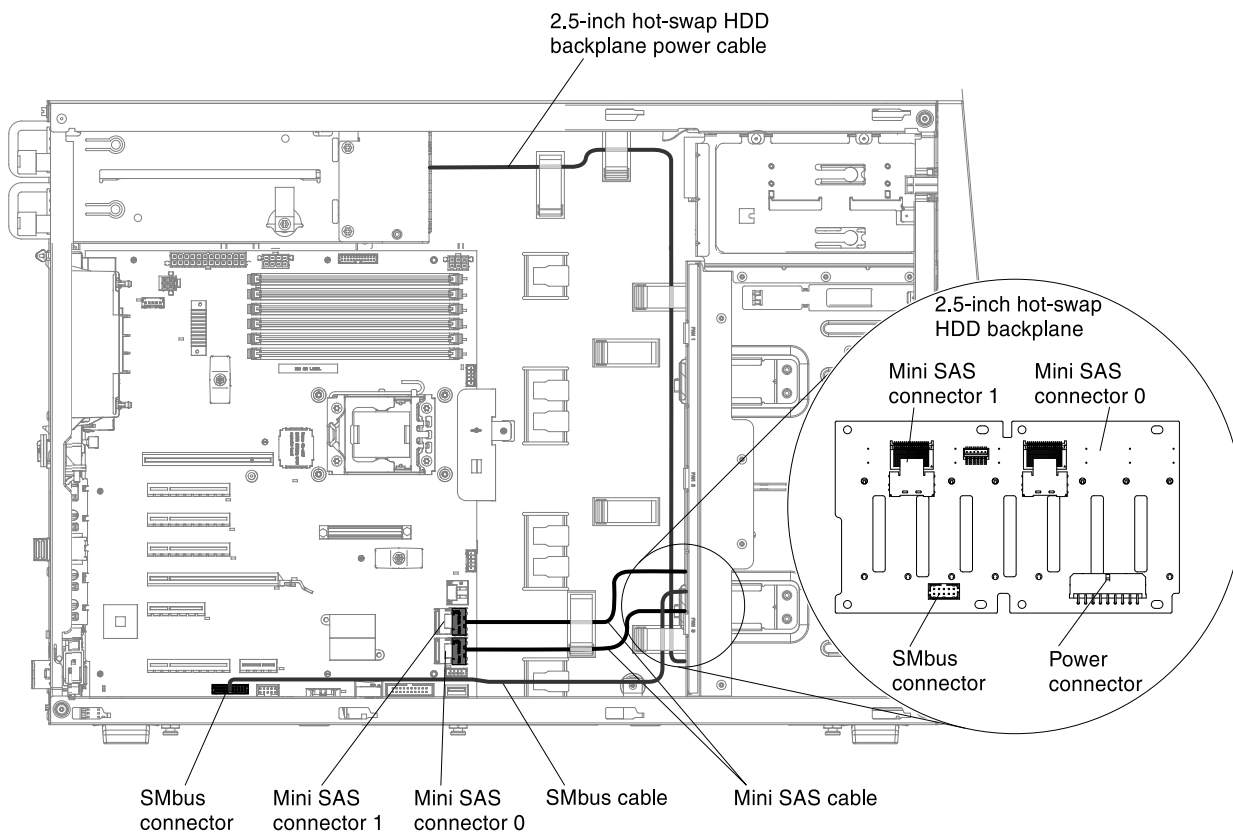 2.5-inch hot-swap HDD
backplane power cable
2.5-inch hot-swap
HDD backplane
Mini SAS
connector 1
Mini SAS
connector 0
SMbus
connector
Power
connector
SMbus
connector
Mini SAS
connector 1
Mini SAS
connector 0
SMbus cable
Mini SAS cable